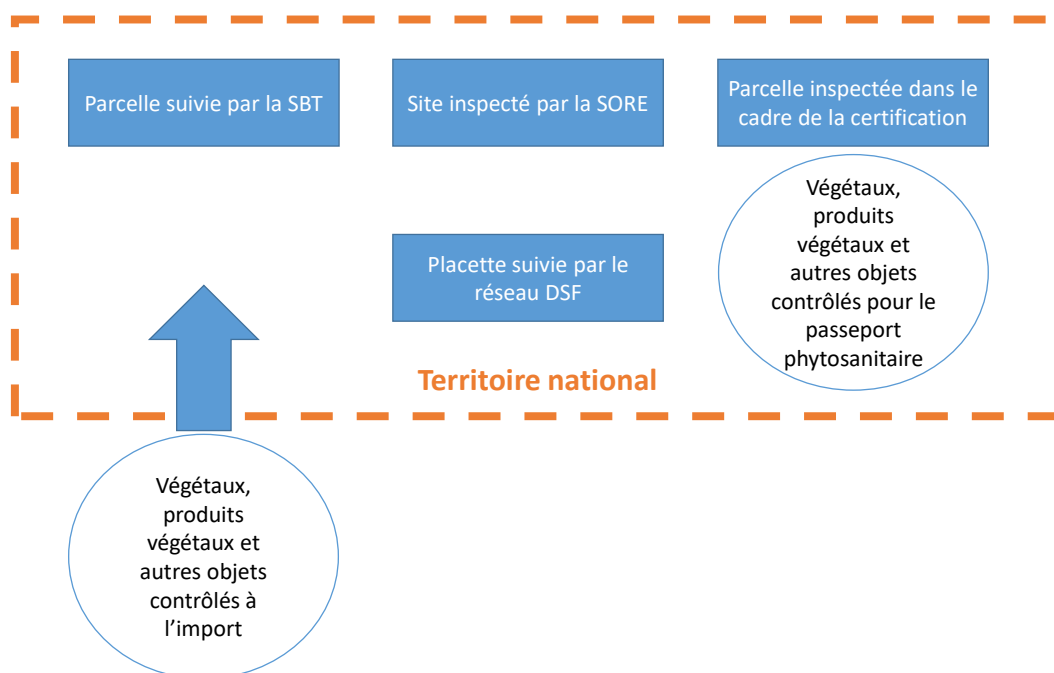 Parcelle suivie par la SBT
Site inspecté par la SORE
Parcelle inspectée dans le
cadre de la certification
Végétaux,
produits
végétaux et
autres objets
contrôlés pour le
passeport
phytosanitaire
Placette suivie par le
réseau DSF
Territoire national
Végétaux,
produits
végétaux et
autres objets
contrôlés à
l’import